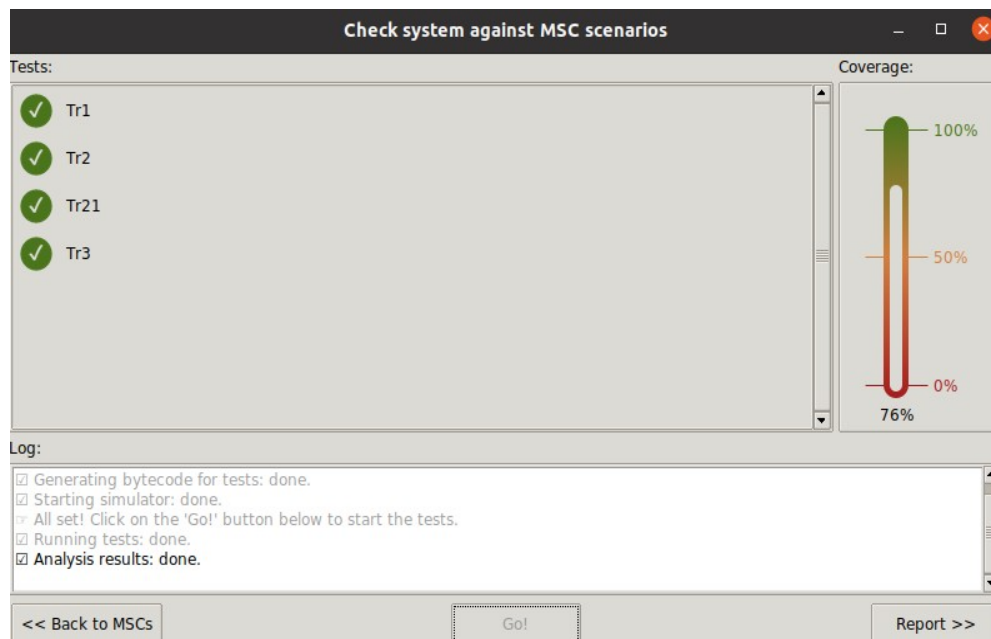 Check system against MSC scenarios
Tests:
Coverage:
Tr1
Tr2
Tr21
Tr3
100%
50%
0%
76%
Log:
☑ Generating bytecode for tests: done.
☑ Starting simulator: done.
☞ All set! Click on the 'Go!' button below to start the tests.
☑ Running tests: done.
☑ Analysis results: done.
<< Back to MSCs
Go!
Report >>